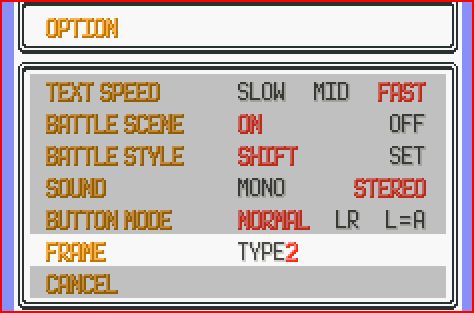 OPTION
TEXT SPEED SLOW MID FAST
BATTLE SCENE ON OFF
BATTLE STYLE SHIFT SET
SOUND MONO STEREO
BUTTON MODE NORMAL LR L=A
FRAME TYPE2
CANCEL